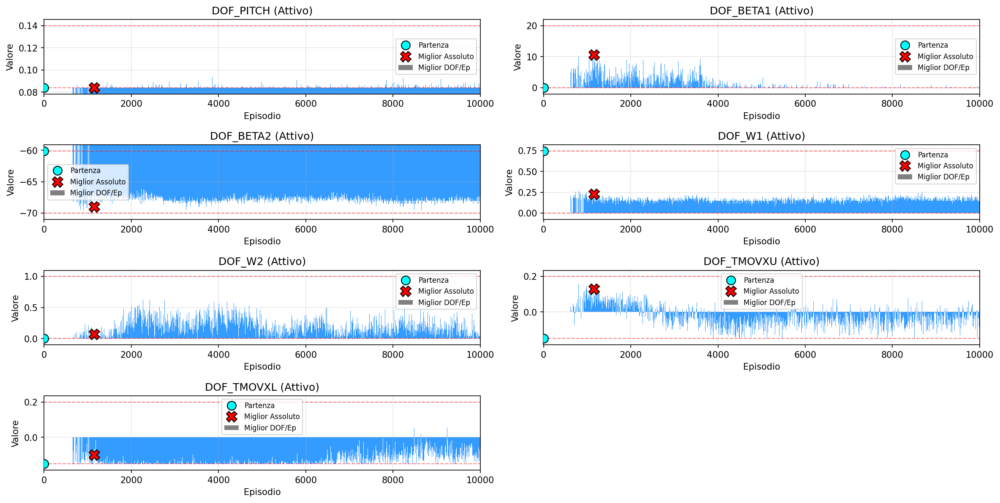 DOF_PITCH (Attivo)
0.14
0.12
0.10
0.08
Valore
Partenza
Miglior Assoluto
Miglior DOF/Ep
0 2000 4000 6000 8000 10000
Episodio
DOF_BETA1 (Attivo)
20
10
0
Valore
Partenza
Miglior Assoluto
Miglior DOF/Ep
0 2000 4000 6000 8000 10000
Episodio
DOF_BETA2 (Attivo)
−60
−65
−70
Valore
Partenza
Miglior Assoluto
Miglior DOF/Ep
0 2000 4000 6000 8000 10000
Episodio
DOF_W1 (Attivo)
0.75
0.50
0.25
0.00
Valore
Partenza
Miglior Assoluto
Miglior DOF/Ep
0 2000 4000 6000 8000 10000
Episodio
DOF_W2 (Attivo)
1.0
0.5
0.0
Valore
Partenza
Miglior Assoluto
Miglior DOF/Ep
0 2000 4000 6000 8000 10000
Episodio
DOF_TMOVXU (Attivo)
0.2
0.0
Valore
Partenza
Miglior Assoluto
Miglior DOF/Ep
0 2000 4000 6000 8000 10000
Episodio
DOF_TMOVXL (Attivo)
0.2
0.0
Valore
Partenza
Miglior Assoluto
Miglior DOF/Ep
0 2000 4000 6000 8000 10000
Episodio